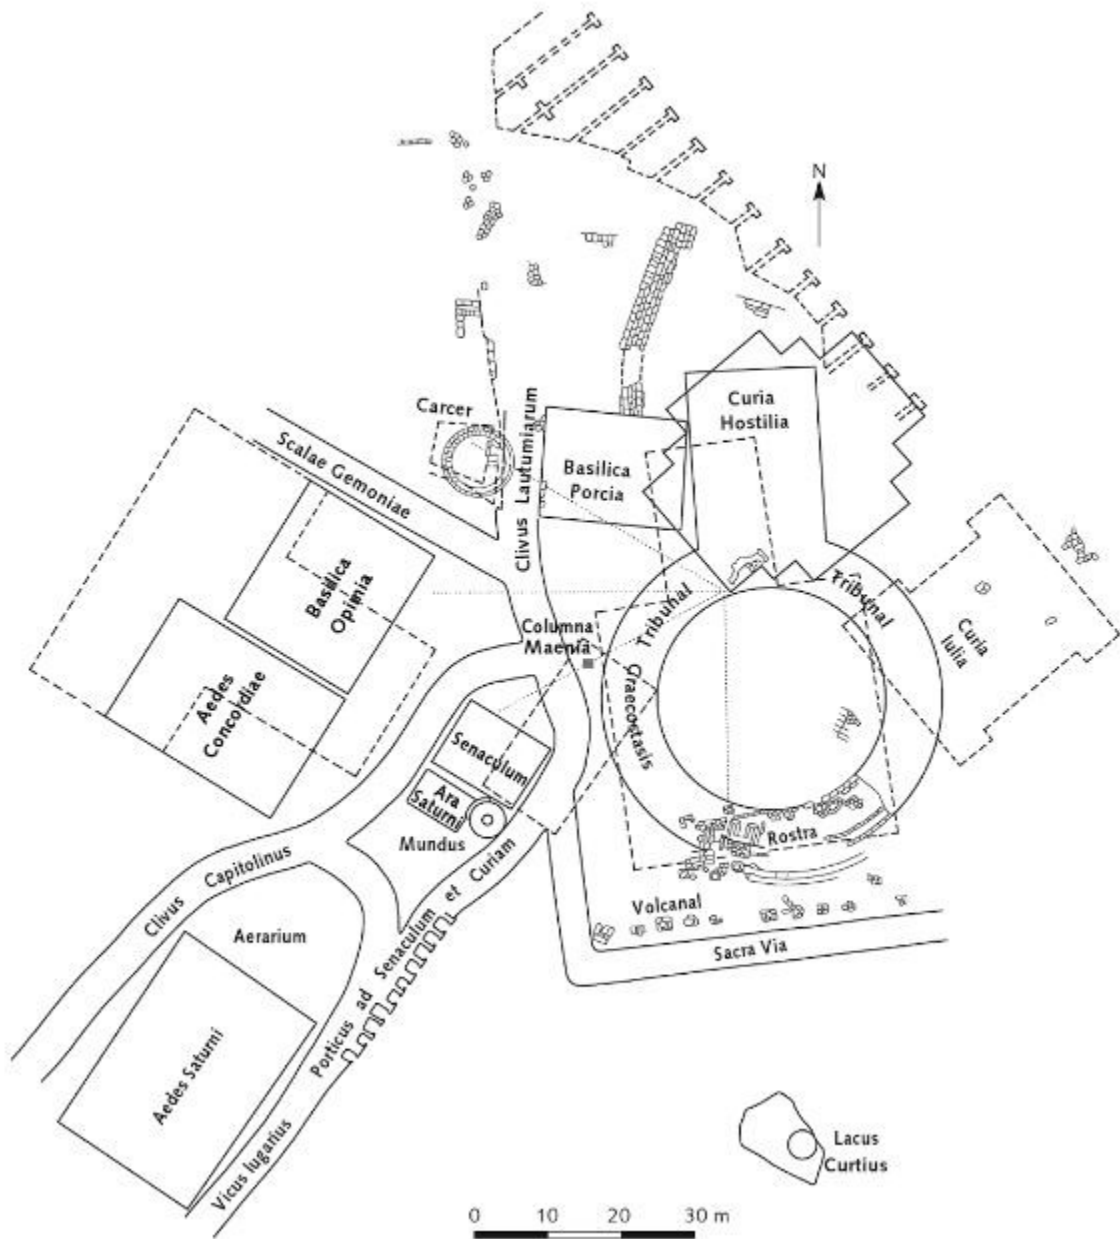 N
Curia
Hostilia
Carcer
Clivus Lautumiarum
Scalae Gemoniae
Basilica
Porcia
Basilica
Opimia
Tribunal
Tribunal
Curia
Iulia
Columna
Maenia
Graecostasis
Aedes
Concordiae
Senaculum
Ara
Saturni
Mundus
Rostra
Clivus Capitolinus
Volcanal
Aerarium
Sacra Via
Porticus ad Senaculum et Curiam
Aedes Saturni
Vicus Iugarius
Lacus
Curtius
0 10 20 30 m